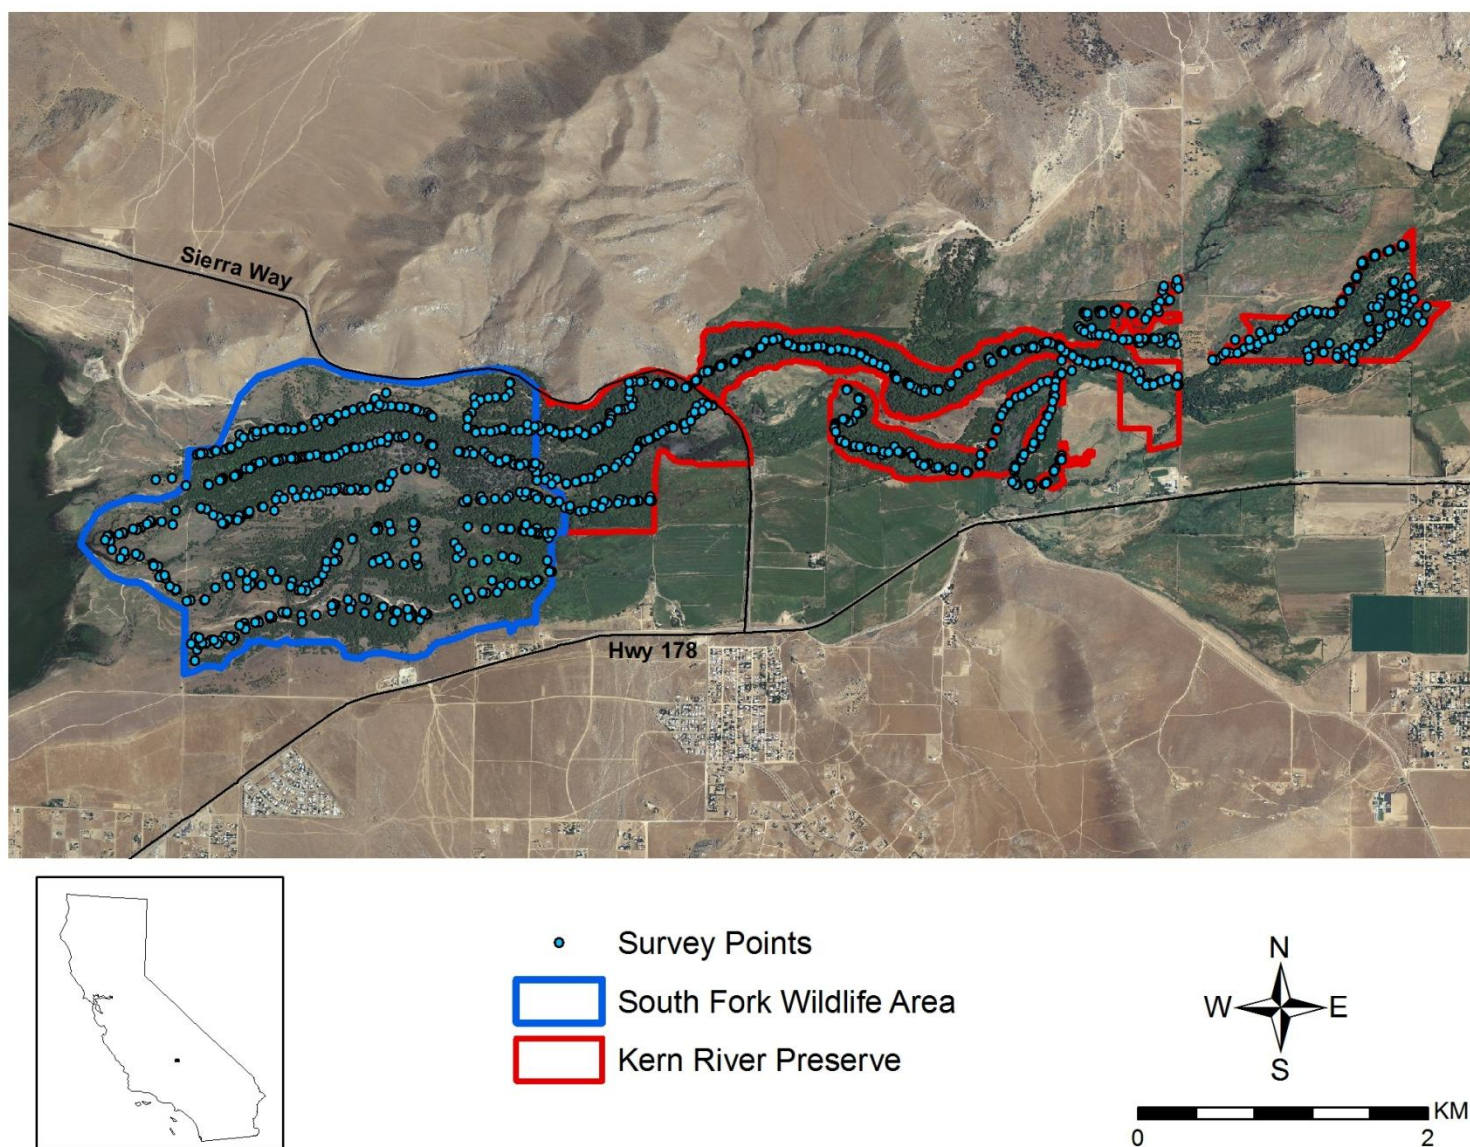 Sierra Way
Hwy 178
Survey Points
South Fork Wildlife Area
Kern River Preserve
N
W
E
S
KM
0
2